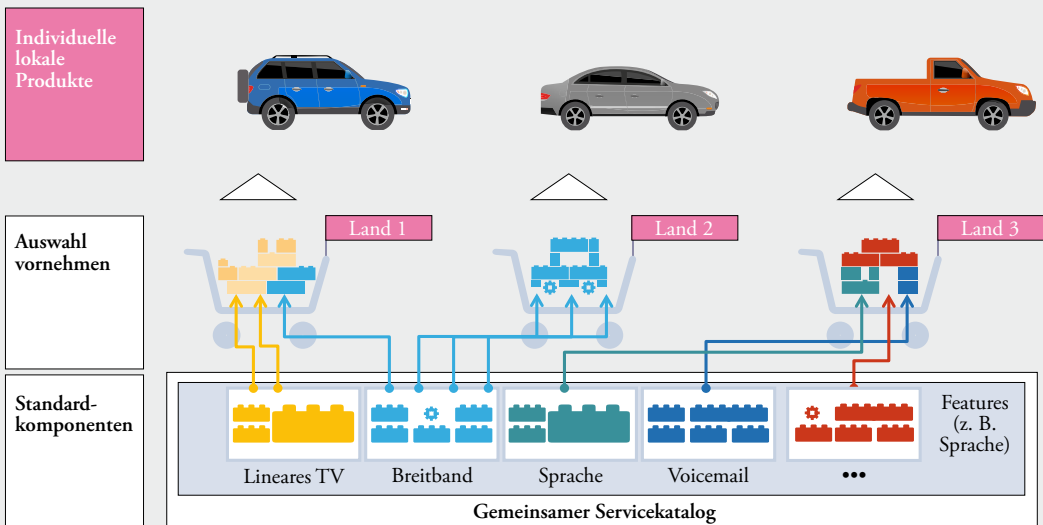 Individuelle
lokale
Produkte
Auswahl
vornehmen
Land 1
Land 2
Land 3
Standard-
komponenten
Lineares TV
Breitband
Sprache
Voicemail
•••
Features
(z. B.
Sprache)
Gemeinsamer Servicekatalog